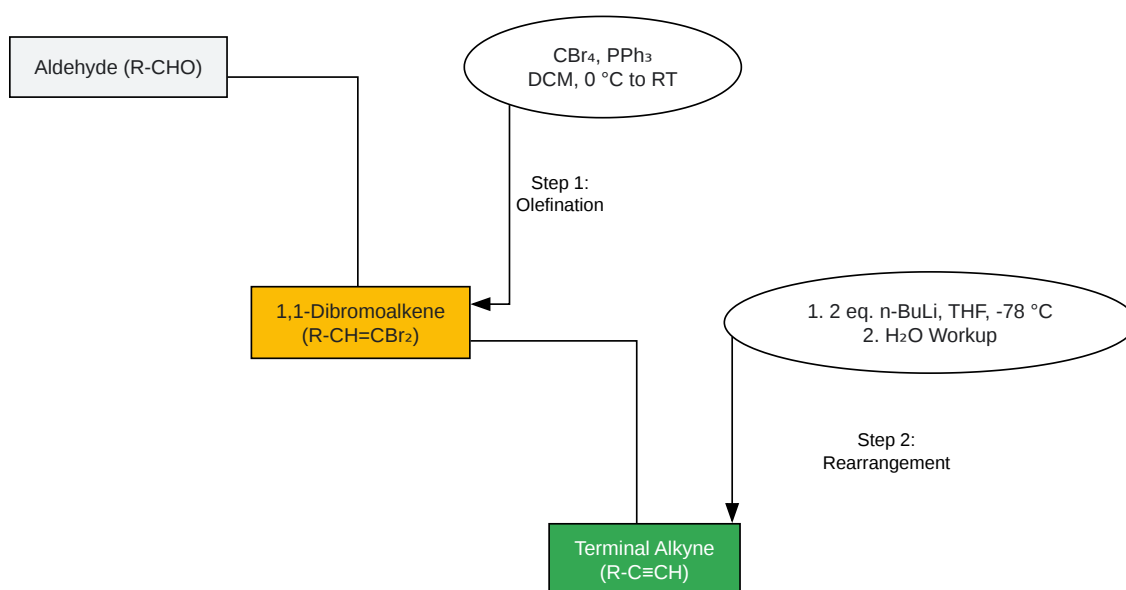 Aldehyde (R-CHO)
CBr₄, PPh₃
DCM, 0 °C to RT
Step 1:
Olefination
1,1-Dibromoalkene
(R-CH=CBr₂)
1. 2 eq. n-BuLi, THF, -78 °C
2. H₂O Workup
Step 2:
Rearrangement
Terminal Alkyne
(R-C≡CH)